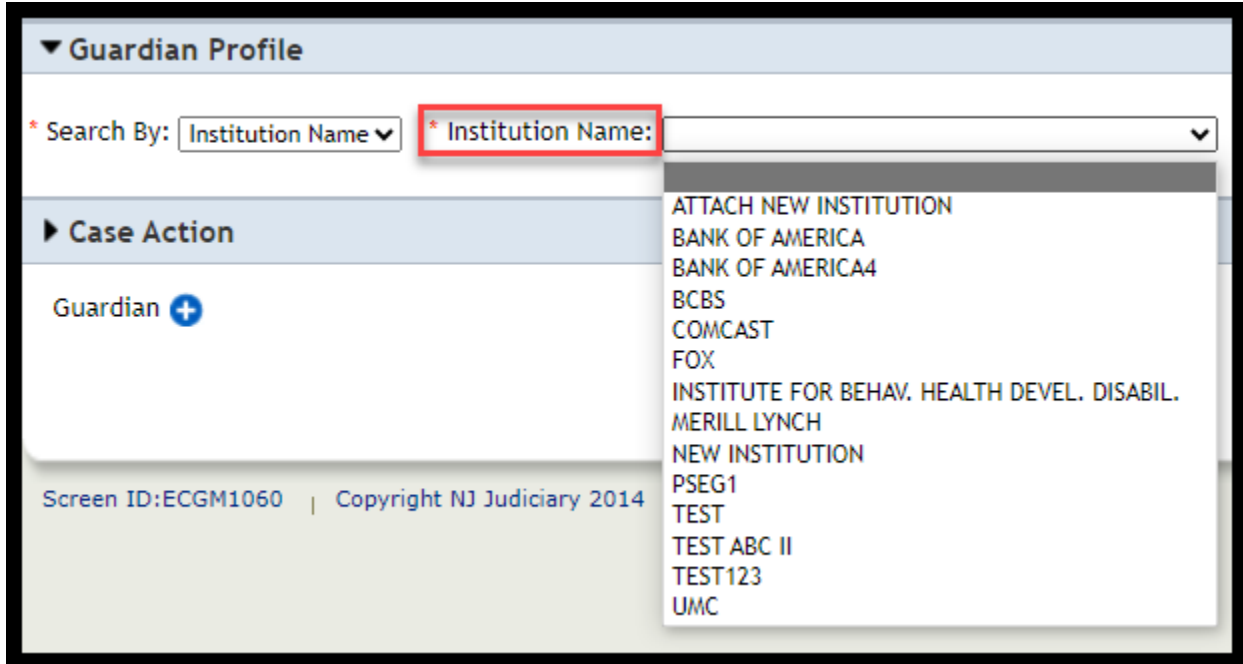 Guardian Profile
* Search By: Institution Name * Institution Name:
ATTACH NEW INSTITUTION
BANK OF AMERICA
BANK OF AMERICA4
BCBS
COMCAST
FOX
INSTITUTE FOR BEHAV. HEALTH DEVEL. DISABIL.
MERILL LYNCH
NEW INSTITUTION
PSEG1
TEST
TEST ABC II
TEST123
UMC
Case Action
Guardian
Screen ID:ECGM1060 | Copyright NJ Judiciary 2014